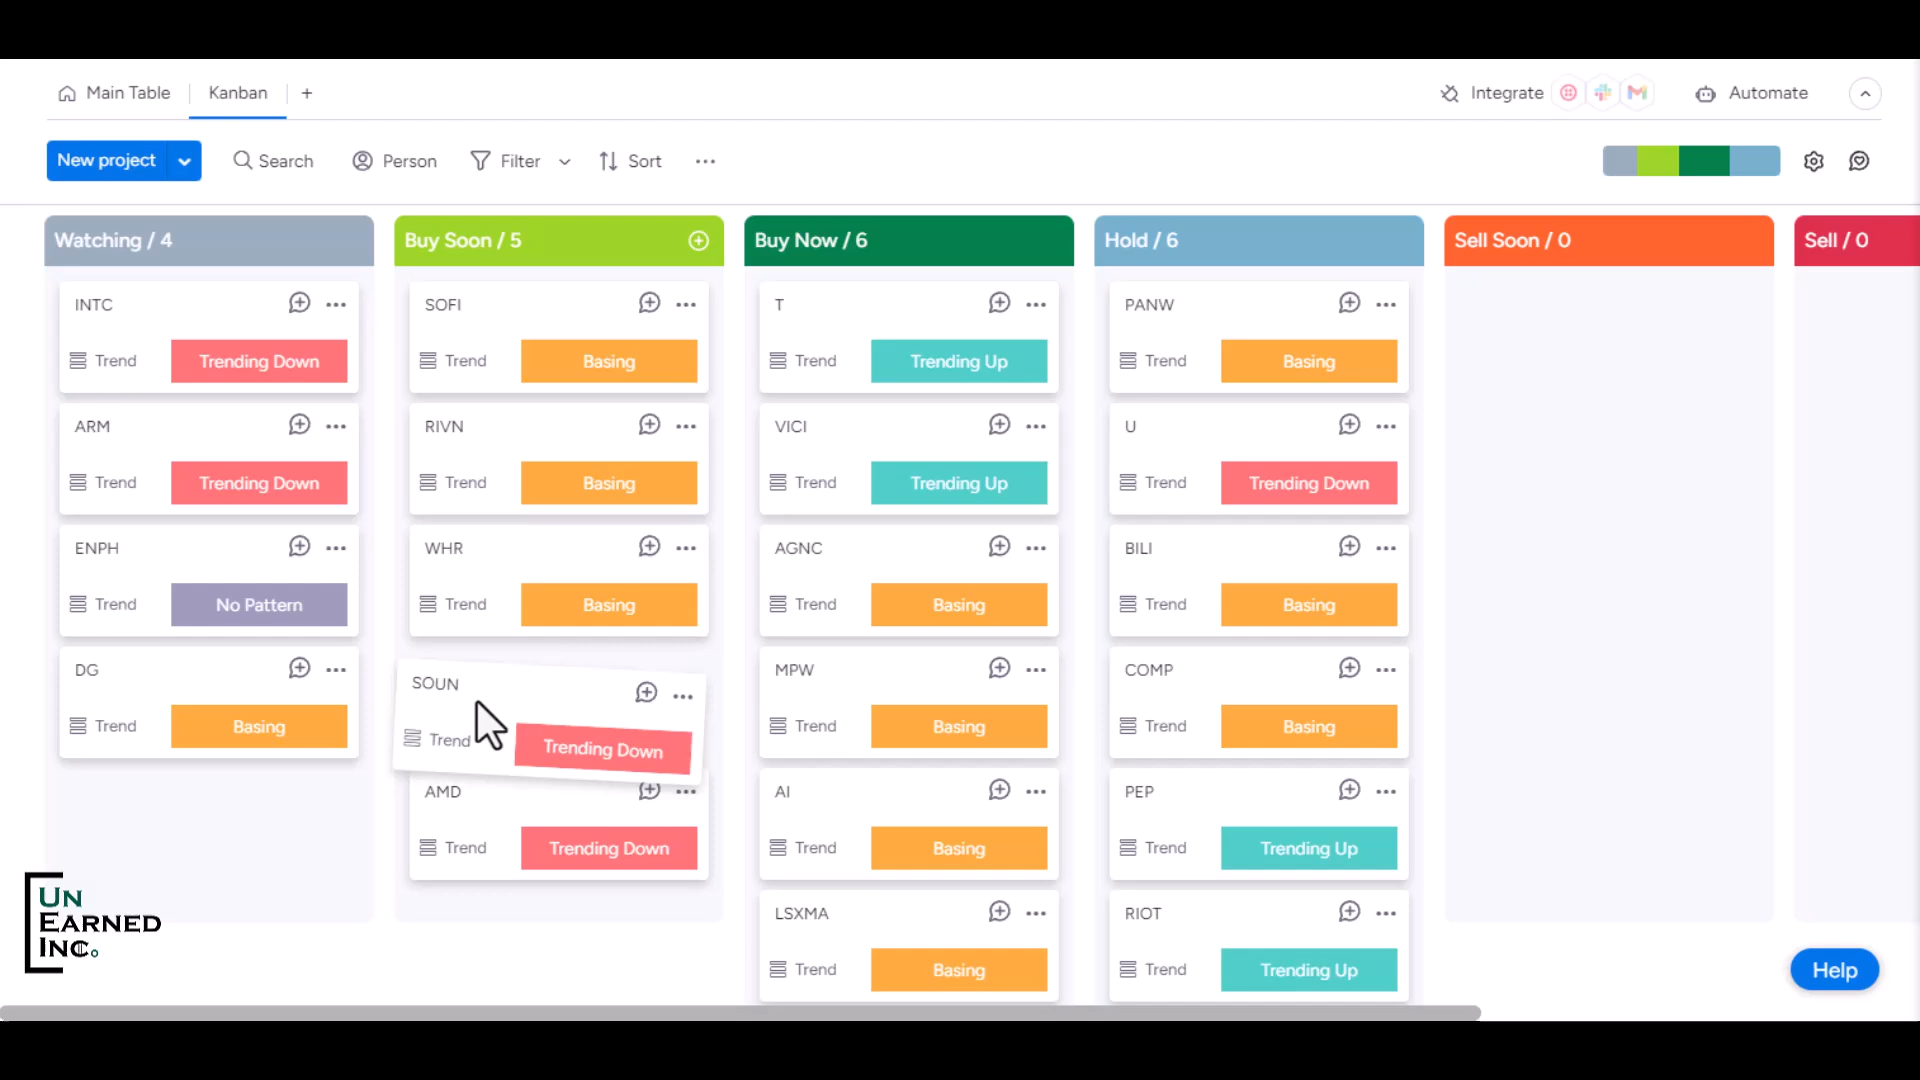 Main Table
Kanban
+
Integrate
Automate
New project
Search
Person
Filter
Sort
Watching / 4
INTC
Trend
Trending Down
ARM
Trend
Trending Down
ENPH
Trend
No Pattern
DG
Trend
Basing
Buy Soon / 5
SOFI
Trend
Basing
RIVN
Trend
Basing
WHR
Trend
Basing
SOUN
Trend
Trending Down
AMD
Trend
Trending Down
Buy Now / 6
T
Trend
Trending Up
VICI
Trend
Trending Up
AGNC
Trend
Basing
MPW
Trend
Basing
AI
Trend
Basing
LSXMA
Trend
Basing
Hold / 6
PANW
Trend
Basing
U
Trend
Trending Down
BILI
Trend
Basing
COMP
Trend
Basing
PEP
Trend
Trending Up
RIOT
Trend
Trending Up
Sell Soon / 0
Sell / 0
UN
EARNED
INC.
Help